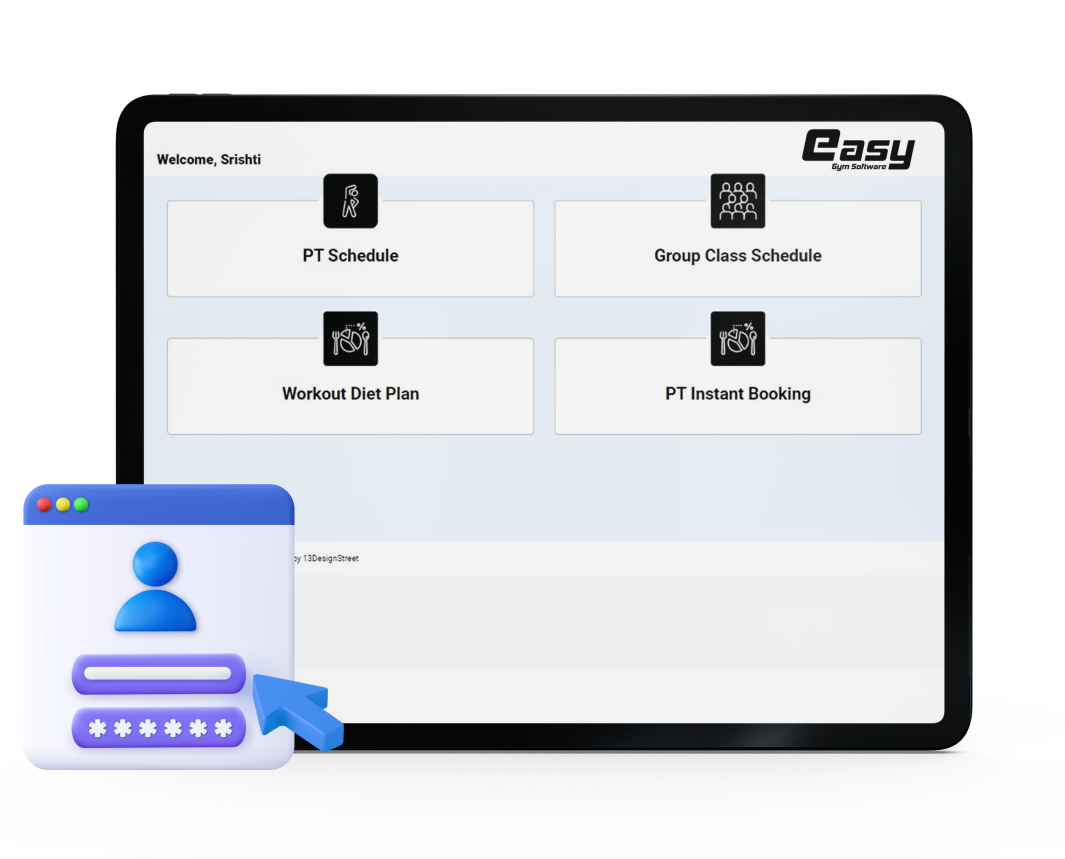 Welcome, Srishti
easy
Gym Software
PT Schedule
Group Class Schedule
Workout Diet Plan
PT Instant Booking
by 13DesignStreet
******